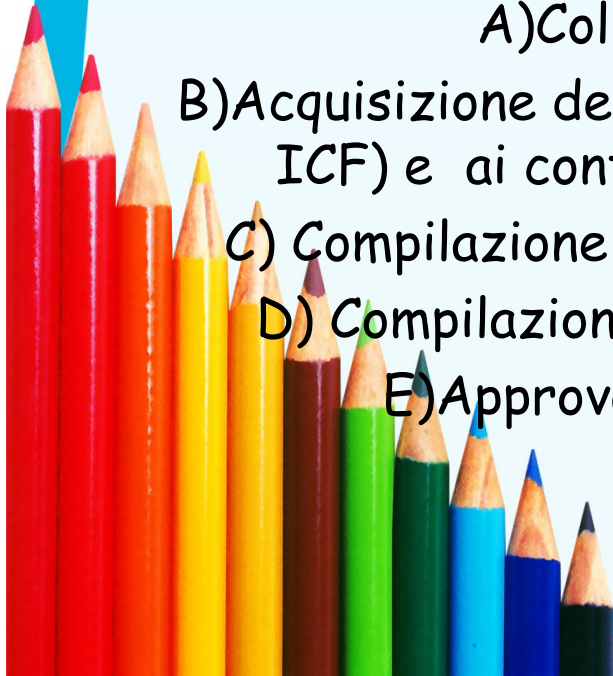 A)Col
B)Acquisizione de
ICF) e ai con
C) Compilazione
D) Compilazion
E)Approv